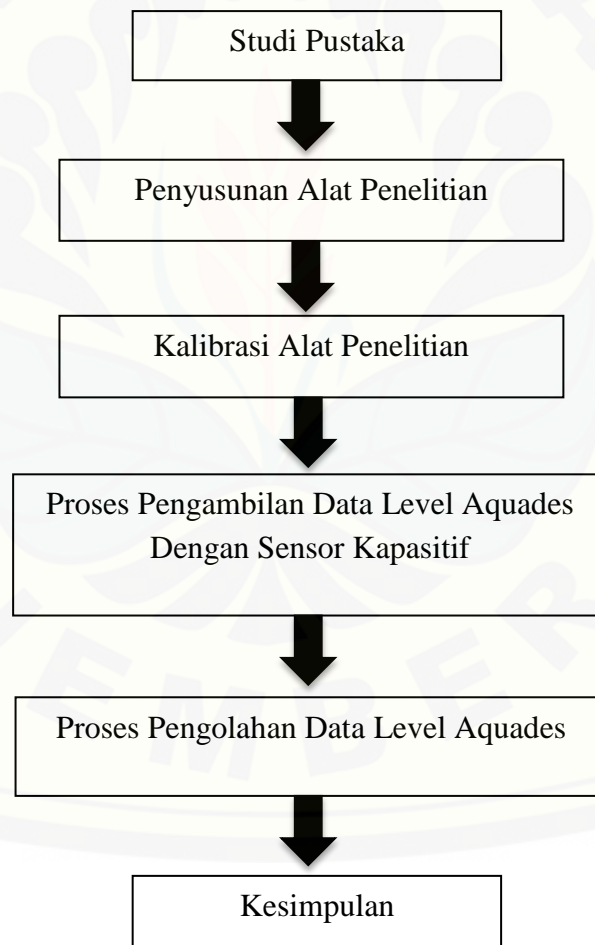 Studi Pustaka
Penyusunan Alat Penelitian
Kalibrasi Alat Penelitian
Proses Pengambilan Data Level Aquades
Dengan Sensor Kapasitif
Proses Pengolahan Data Level Aquades
Kesimpulan